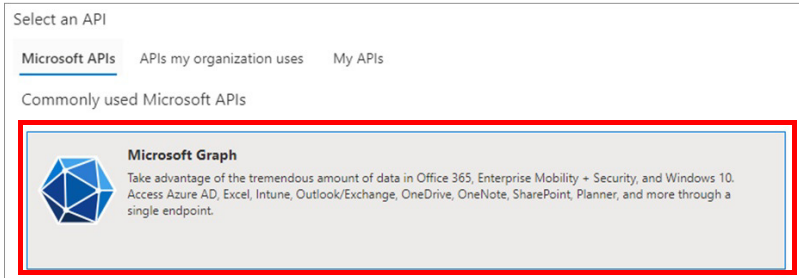 Select an API
Microsoft APIs APIs my organization uses My APIs
Commonly used Microsoft APIs
Microsoft Graph
Take advantage of the tremendous amount of data in Office 365, Enterprise Mobility + Security, and Windows 10.
Access Azure AD, Excel, Intune, Outlook/Exchange, OneDrive, OneNote, SharePoint, Planner, and more through a
single endpoint.